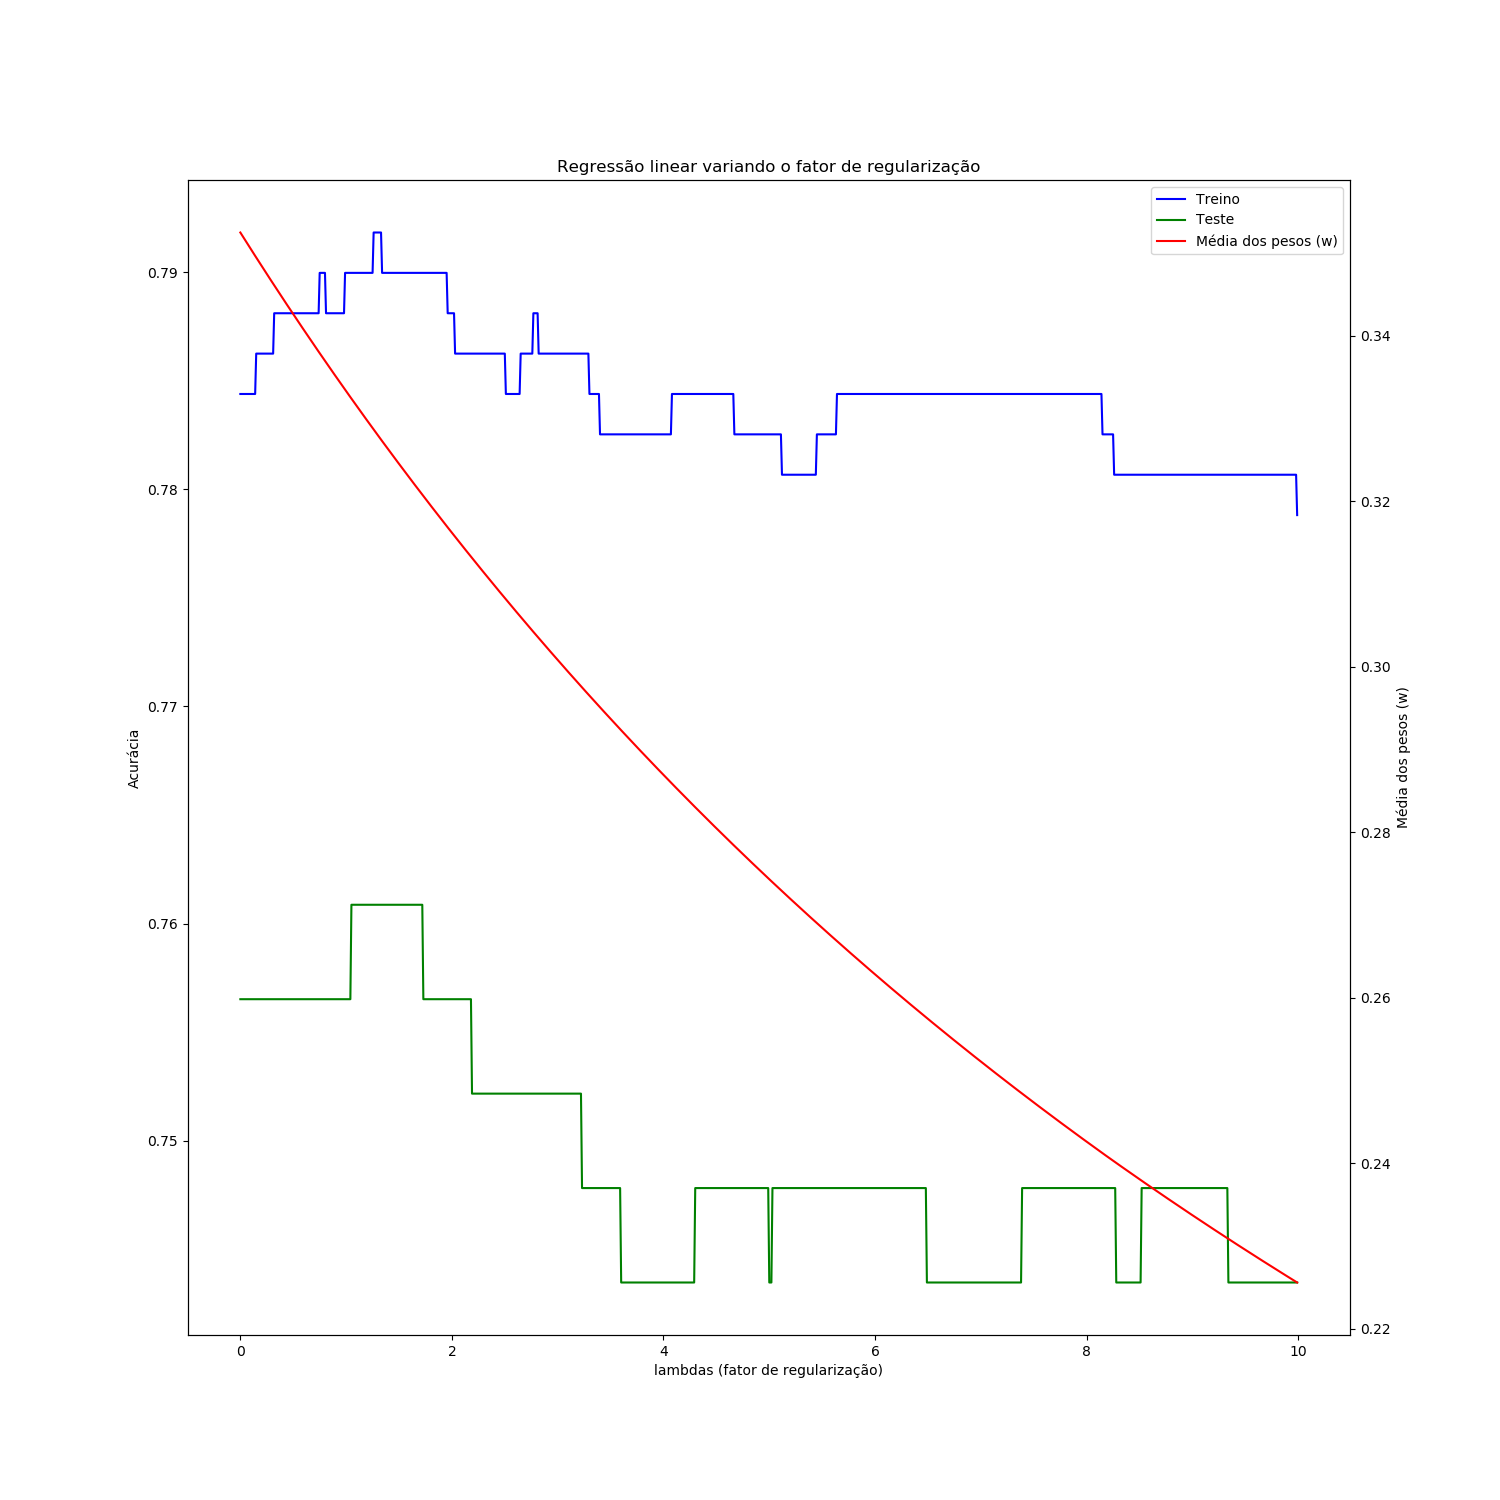 Regressão linear variando o fator de regularização
Treino
Teste
Média dos pesos (w)
0.79
0.78
0.77
0.76
0.75
Acurácia
0.34
0.32
0.30
0.28
0.26
0.24
0.22
Média dos pesos (w)
0 2 4 6 8 10
lambdas (fator de regularização)